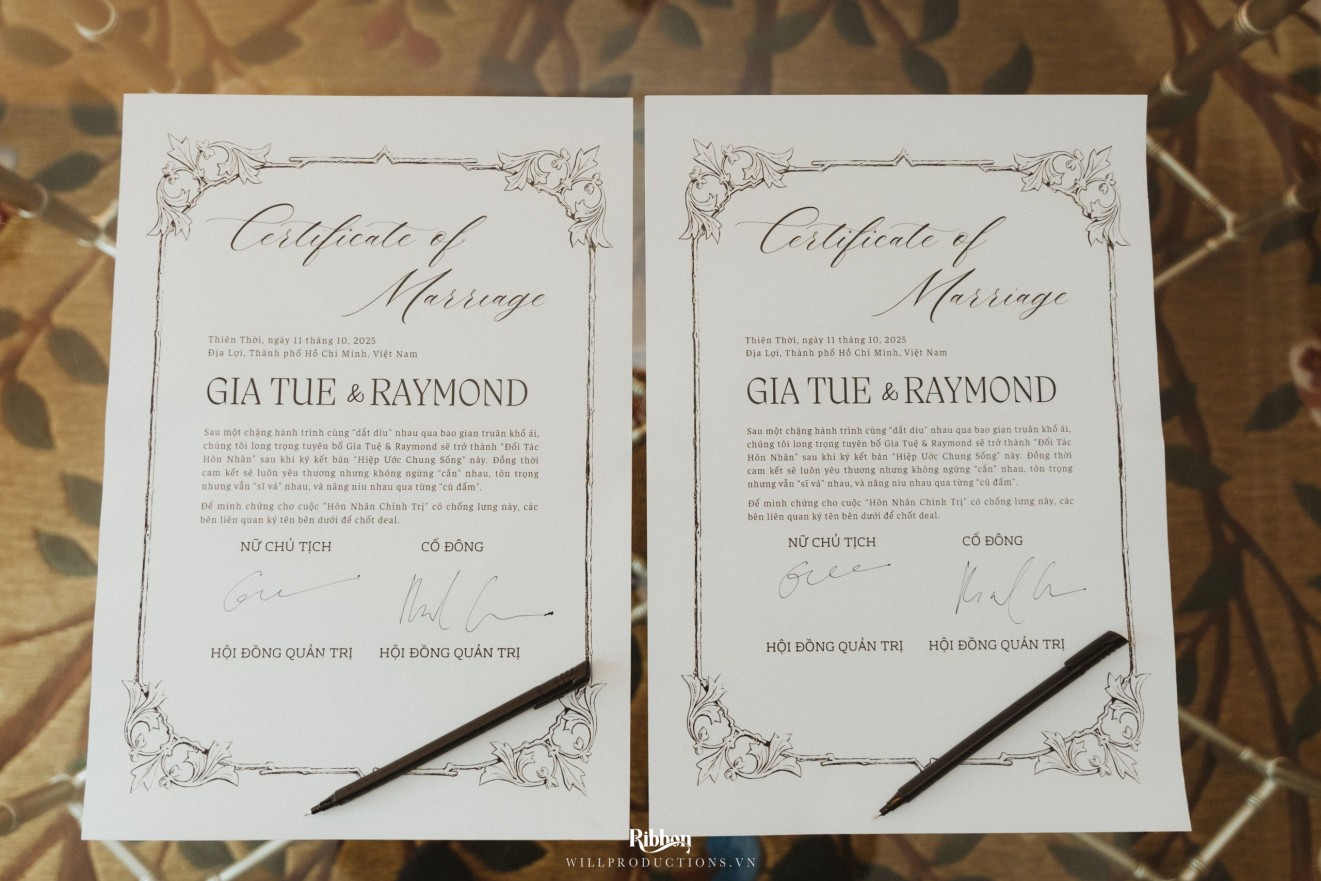 Certificate of
Marriage
Thiên Thời, ngày 11 tháng 10, 2025
Địa Lợi, Thành phố Hồ Chí Minh, Việt Nam
GIA TUE & RAYMOND
Sau một chặng hành trình cùng "dắt díu" nhau qua bao gian truân khổ ải,
chúng tôi long trọng tuyên bố Gia Tuệ & Raymond sẽ trở thành "Đối Tác
Hôn Nhân" sau khi ký kết bản "Hiệp Ước Chung Sống" này. Đồng thời
cam kết sẽ luôn yêu thương nhưng không ngừng "cắn" nhau, tôn trọng
nhưng vẫn "sĩ vả" nhau, và nâng niu nhau qua từng "cú đấm".
Để minh chứng cho cuộc "Hôn Nhân Chính Trị" có chống lưng này, các
bên liên quan ký tên bên dưới để chốt deal.
NỮ CHỦ TỊCH CỔ ĐÔNG
HỘI ĐỒNG QUẢN TRỊ HỘI ĐỒNG QUẢN TRỊ
Certificate of
Marriage
Thiên Thời, ngày 11 tháng 10, 2025
Địa Lợi, Thành phố Hồ Chí Minh, Việt Nam
GIA TUE & RAYMOND
Sau một chặng hành trình cùng "dắt díu" nhau qua bao gian truân khổ ải,
chúng tôi long trọng tuyên bố Gia Tuệ & Raymond sẽ trở thành "Đối Tác
Hôn Nhân" sau khi ký kết bản "Hiệp Ước Chung Sống" này. Đồng thời
cam kết sẽ luôn yêu thương nhưng không ngừng "cắn" nhau, tôn trọng
nhưng vẫn "sĩ vả" nhau, và nâng niu nhau qua từng "cú đấm".
Để minh chứng cho cuộc "Hôn Nhân Chính Trị" có chống lưng này, các
bên liên quan ký tên bên dưới để chốt deal.
NỮ CHỦ TỊCH CỔ ĐÔNG
HỘI ĐỒNG QUẢN TRỊ HỘI ĐỒNG QUẢN TRỊ
Ribbon
WILLPRODUCTIONS.VN